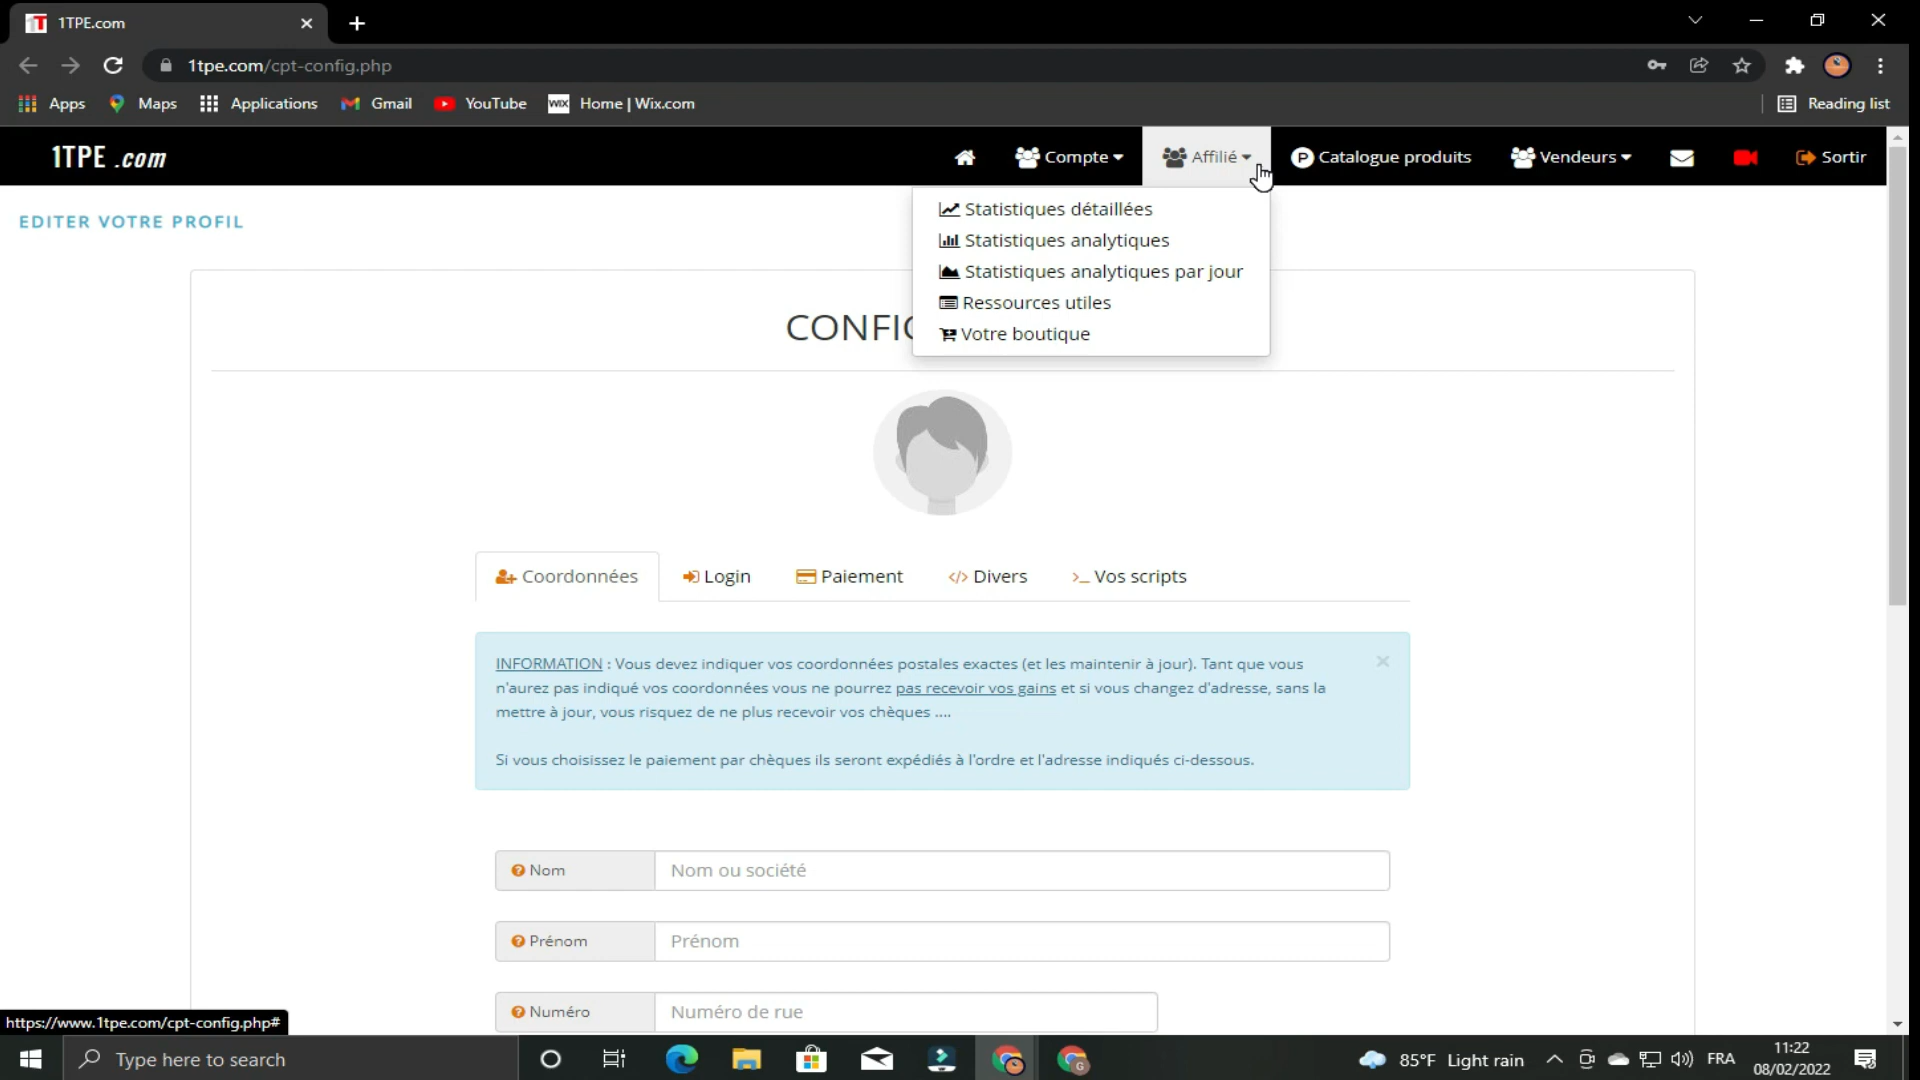 1TPE.com
1tpe.com/cpt-config.php
Apps Maps Applications Gmail YouTube WIX Home | Wix.com Reading list
1TPE .com Compte Affilié Catalogue produits Vendeurs Sortir
Statistiques détaillées
Statistiques analytiques
Statistiques analytiques par jour
Ressources utiles
Votre boutique
EDITER VOTRE PROFIL
Coordonnées Login Paiement </> Divers >_ Vos scripts
INFORMATION : Vous devez indiquer vos coordonnées postales exactes (et les maintenir à jour). Tant que vous
n'aurez pas indiqué vos coordonnées vous ne pourrez pas recevoir vos gains et si vous changez d'adresse, sans la
mettre à jour, vous risquez de ne plus recevoir vos chèques ....
Si vous choisissez le paiement par chèques ils seront expédiés à l'ordre et l'adresse indiqués ci-dessous.
Nom Nom ou société
Prénom Prénom
Numéro Numéro de rue
https://www.1tpe.com/cpt-config.php#
Type here to search 85°F Light rain FRA 11:22
08/02/2022